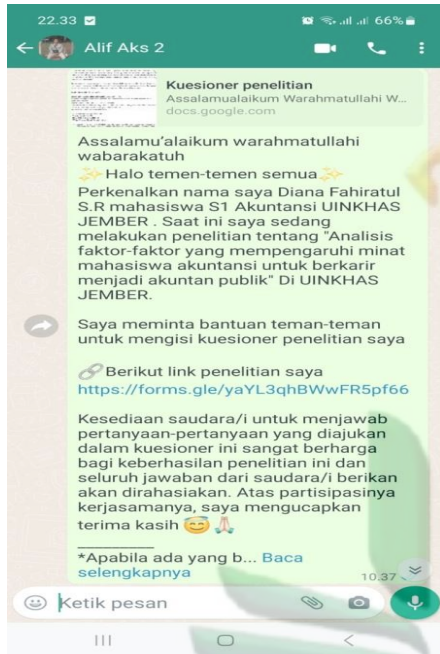 22.33
66%
Alif Aks 2
Kuesioner penelitian
Assalamualaikum Warahmatullahi W...
docs.google.com
Assalamu'alaikum warahmatullahi
wabarakatuh
✨Halo temen-temen semua✨
Perkenalkan nama saya Diana Fahiratul
S.R mahasiswa S1 Akuntansi UINKHAS
JEMBER . Saat ini saya sedang
melakukan penelitian tentang "Analisis
faktor-faktor yang mempengaruhi minat
mahasiswa akuntansi untuk berkarir
menjadi akuntan publik" Di UINKHAS
JEMBER.
Saya meminta bantuan teman-teman
untuk mengisi kuesioner penelitian saya
🔗Berikut link penelitian saya
https://forms.gle/yaYL3qhBWwFR5pf66
Kesediaan saudara/i untuk menjawab
pertanyaan-pertanyaan yang diajukan
dalam kuesioner ini sangat berharga
bagi keberhasilan penelitian ini dan
seluruh jawaban dari saudara/i berikan
akan dirahasiakan. Atas partisipasinya
kerjasamanya, saya mengucapkan
terima kasih 😇🙏
*Apabila ada yang b... Baca
selengkapnya
10.37
Ketik pesan